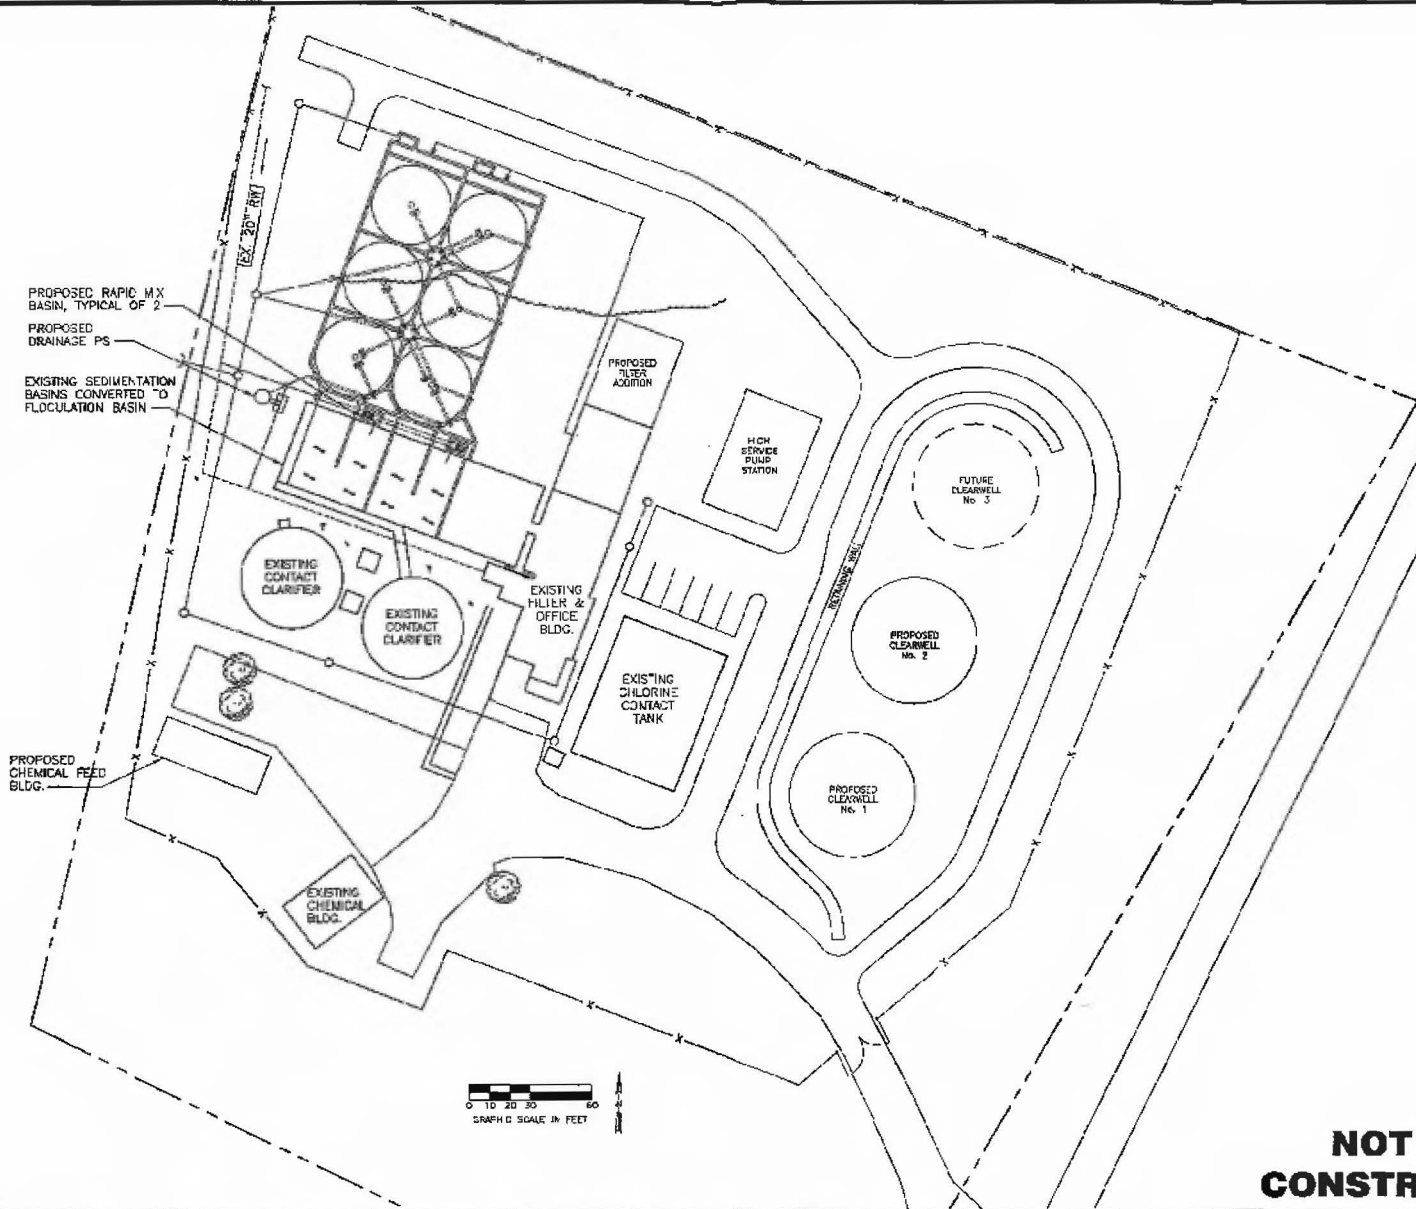 EX. 20" RW
PROPOSED RAPID MIX
BASIN, TYPICAL OF 2
PROPOSED
DRAINAGE PS
EXISTING SEDIMENTATION
BASINS CONVERTED TO
FLOCULATION BASIN
PROPOSED
FILTER
ADDITION
HIGH
SERVICE
PUMP
STATION
FUTURE
CLEARWELL
No. 3
RETAINING WALL
EXISTING
CONTACT
CLARIFIER
EXISTING
CONTACT
CLARIFIER
EXISTING
FILTER &
OFFICE
BLDG.
PROPOSED
CLEARWELL
No. 2
EXISTING
CHLORINE
CONTACT
TANK
PROPOSED
CHEMICAL FEED
BLDG.
PROPOSED
CLEARWELL
No. 1
EXISTING
CHEMICAL
BLDG.
0 10 20 30 60
GRAPHIC SCALE IN FEET
NOT
CONSTR